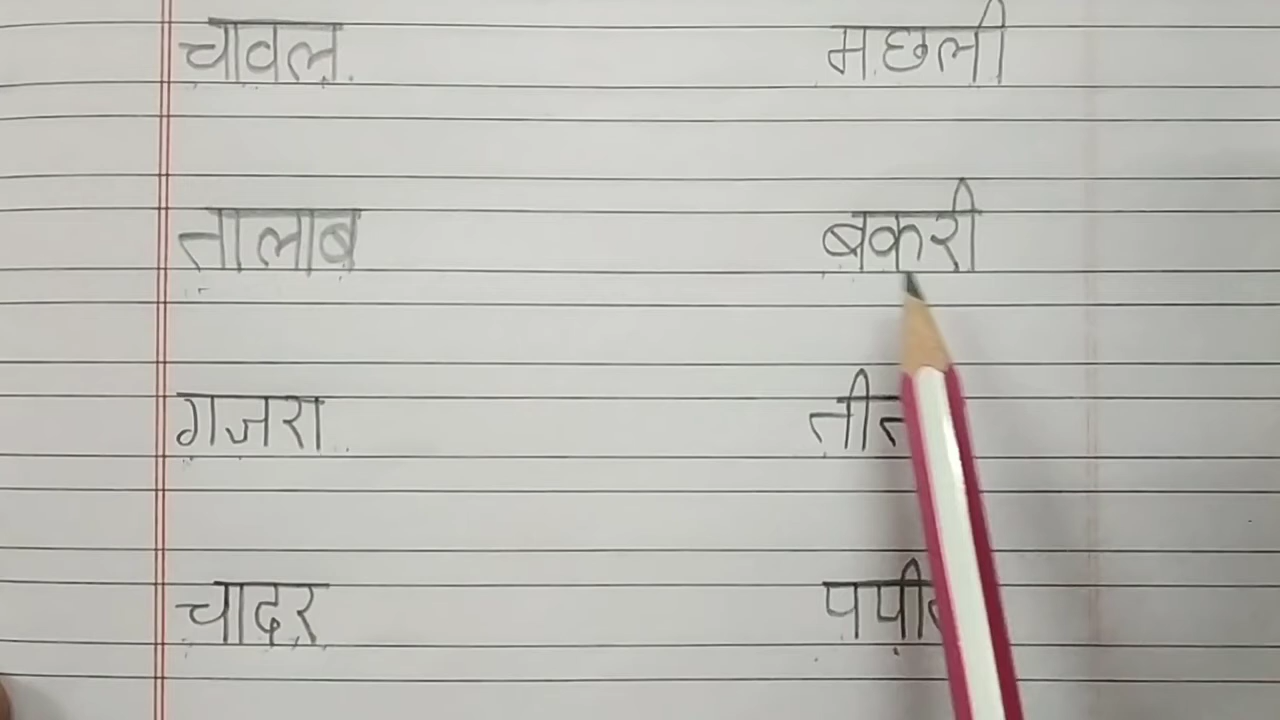 चावल मछली
तालाब बकरी
गजरा
चादर